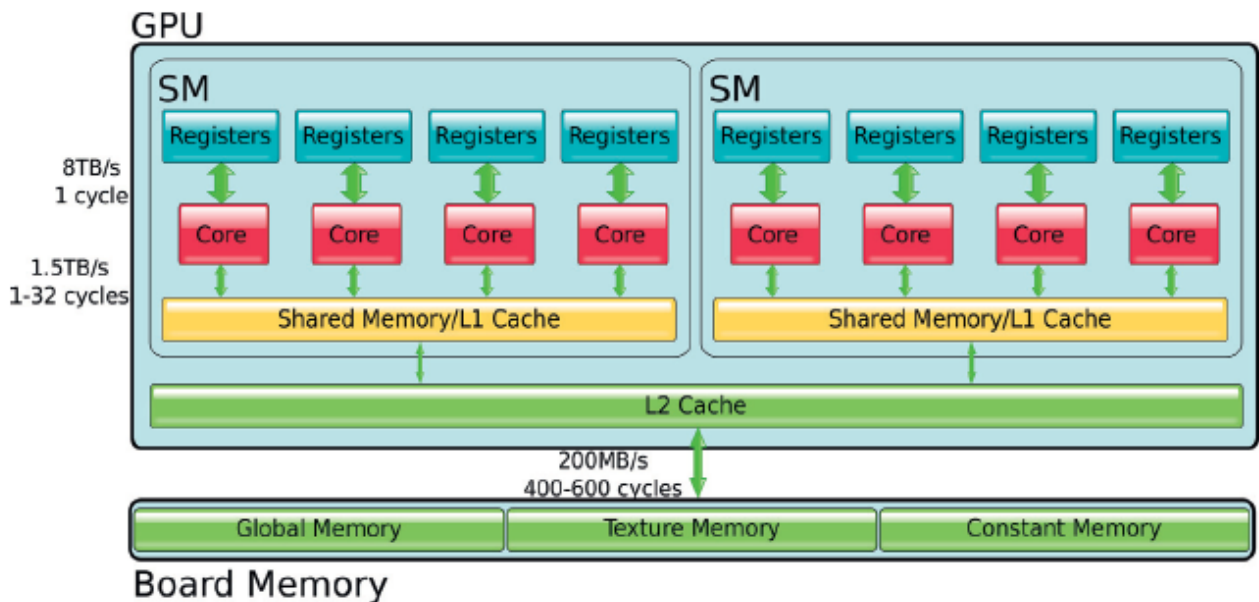 GPU
SM
SM
Registers Registers Registers Registers
Registers Registers Registers Registers
8TB/s
1 cycle
Core Core Core Core
Core Core Core Core
1.5TB/s
1-32 cycles
Shared Memory/L1 Cache
Shared Memory/L1 Cache
L2 Cache
200MB/s
400-600 cycles
Global Memory
Texture Memory
Constant Memory
Board Memory